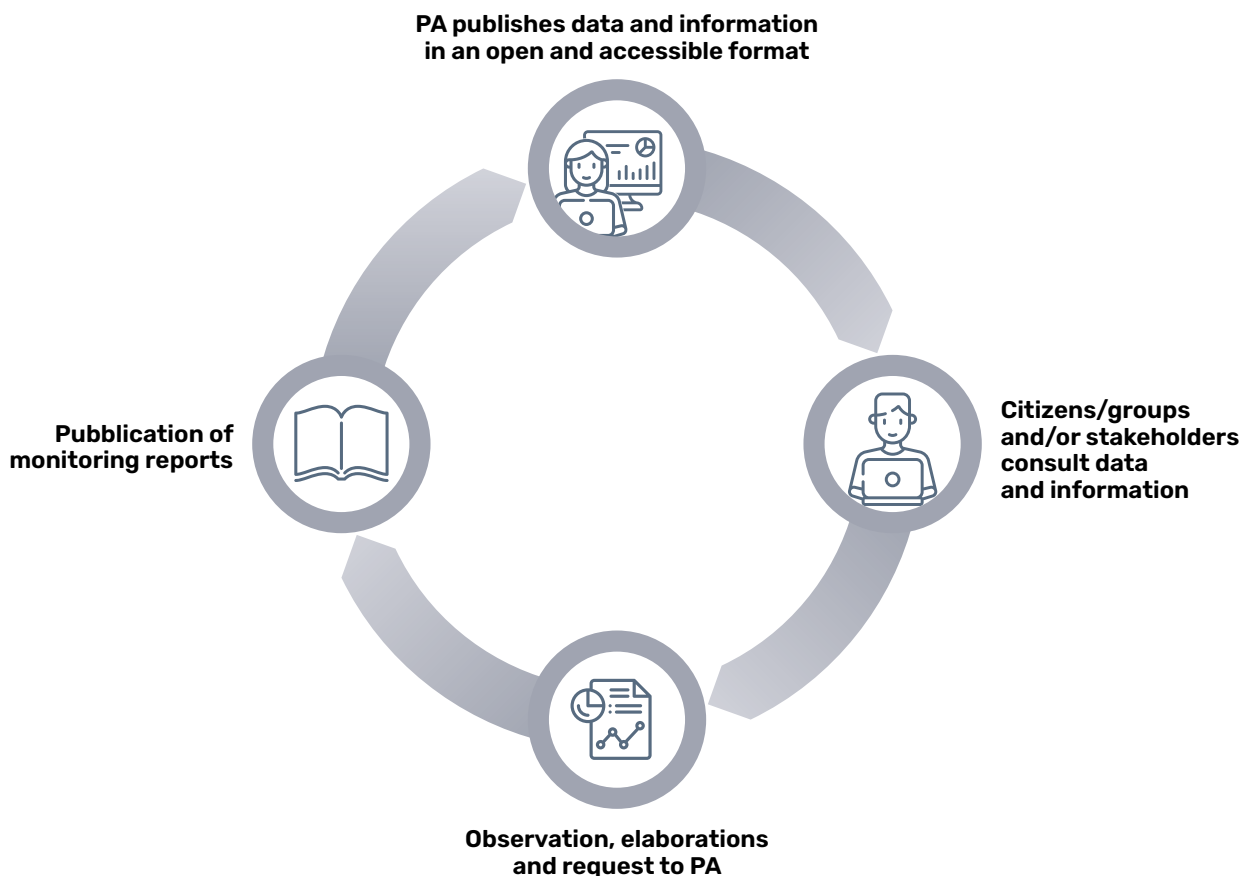 PA publishes data and information
in an open and accessible format
Citizens/groups
and/or stakeholders
consult data
and information
Observation, elaborations
and request to PA
Pubblication of
monitoring reports